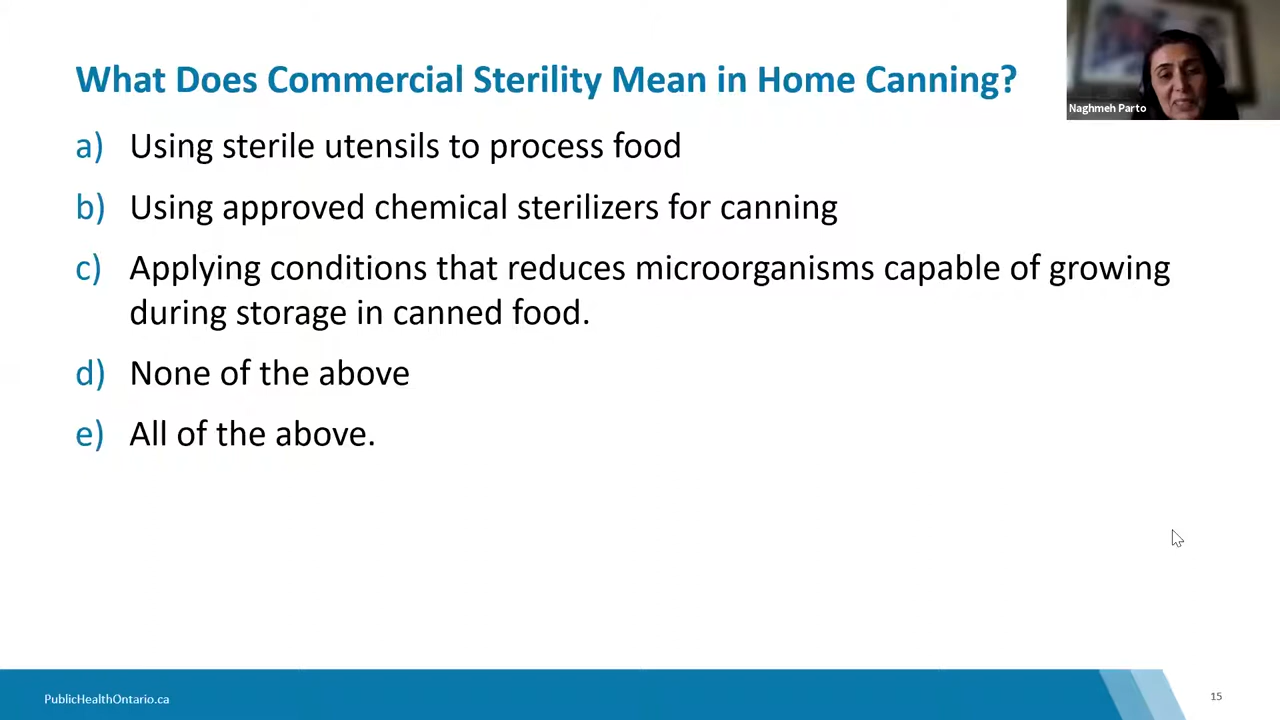 What Does Commercial Sterility Mean in Home Canning?
Naghmeh Parto
a) Using sterile utensils to process food
b) Using approved chemical sterilizers for canning
c) Applying conditions that reduces microorganisms capable of growing
during storage in canned food.
d) None of the above
e) All of the above.
PublicHealthOntario.ca
15